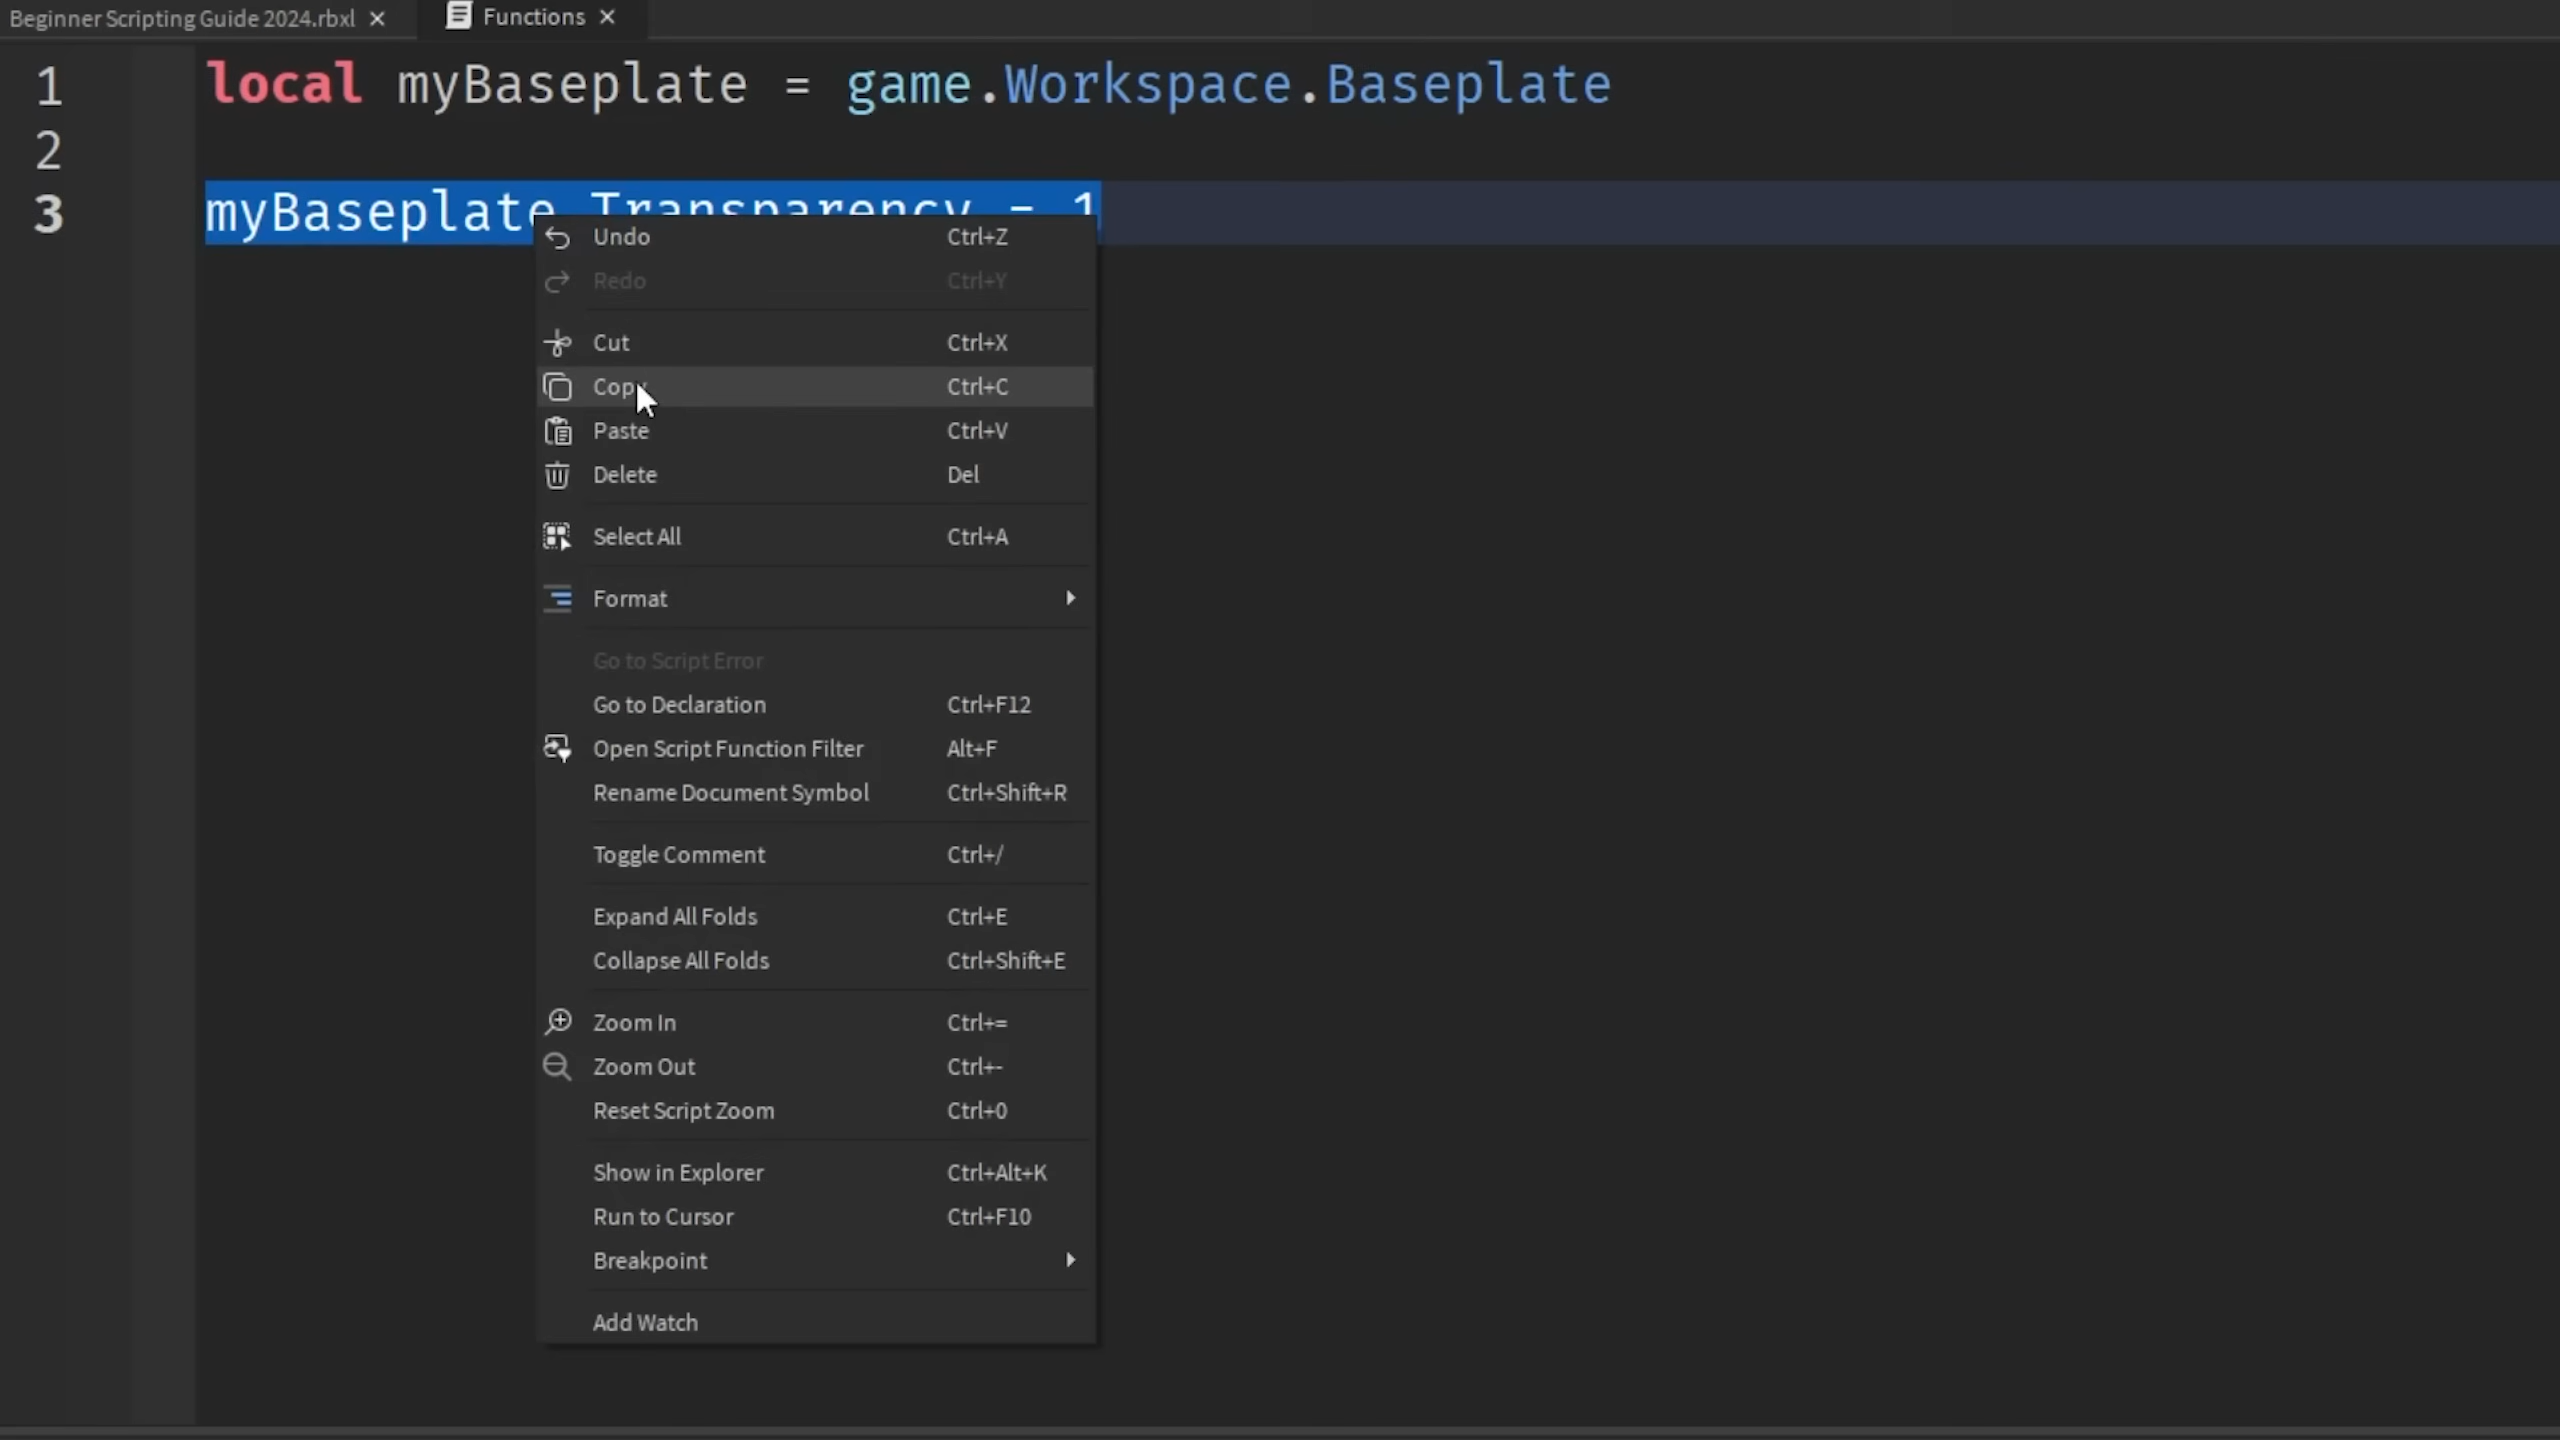 Beginner Scripting Guide 2024.rbxl
Functions
1 local myBaseplate = game.Workspace.Baseplate
2
3 myBaseplate.Transparency = 1
Undo Ctrl+Z
Redo Ctrl+Y
Cut Ctrl+X
Copy Ctrl+C
Paste Ctrl+V
Delete Del
Select All Ctrl+A
Format
Go to Script Error
Go to Declaration Ctrl+F12
Open Script Function Filter Alt+F
Rename Document Symbol Ctrl+Shift+R
Toggle Comment Ctrl+/
Expand All Folds Ctrl+E
Collapse All Folds Ctrl+Shift+E
Zoom In Ctrl+=
Zoom Out Ctrl+-
Reset Script Zoom Ctrl+0
Show in Explorer Ctrl+Alt+K
Run to Cursor Ctrl+F10
Breakpoint
Add Watch